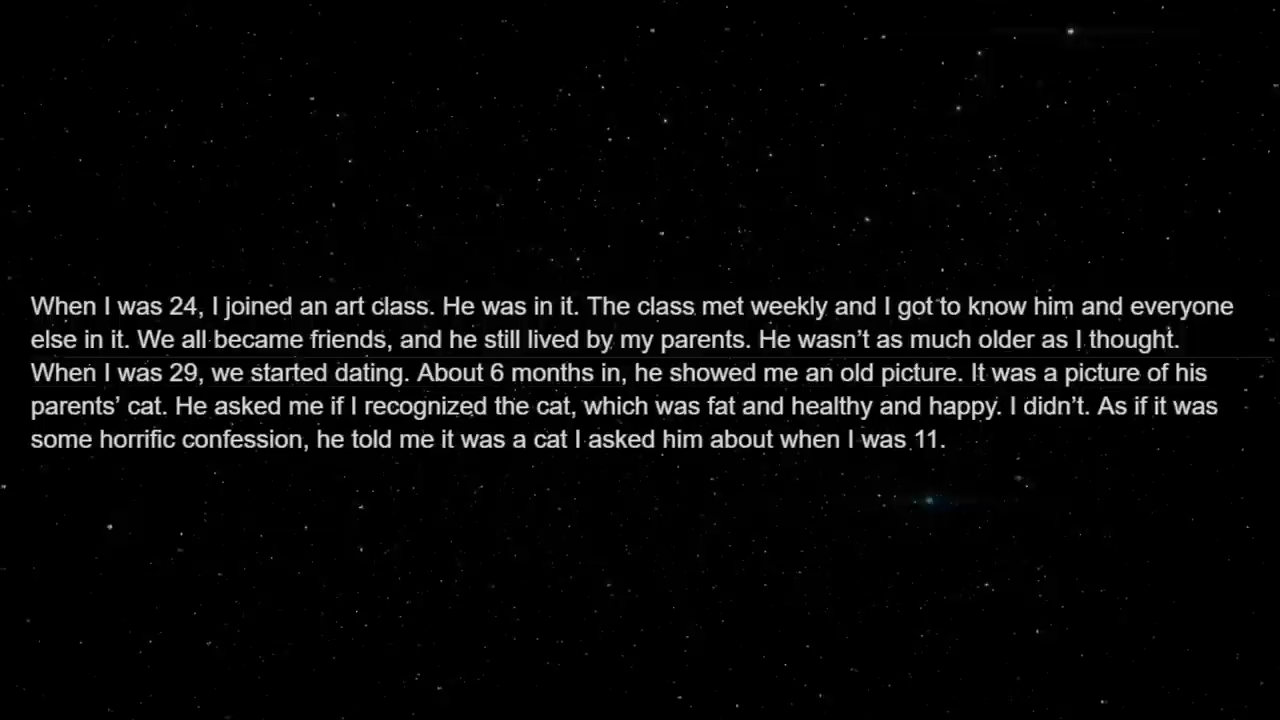 When I was 24, I joined an art class. He was in it. The class met weekly and I got to know him and everyone
else in it. We all became friends, and he still lived by my parents. He wasn’t as much older as I thought.
When I was 29, we started dating. About 6 months in, he showed me an old picture. It was a picture of his
parents’ cat. He asked me if I recognized the cat, which was fat and healthy and happy. I didn’t. As if it was
some horrific confession, he told me it was a cat I asked him about when I was 11.